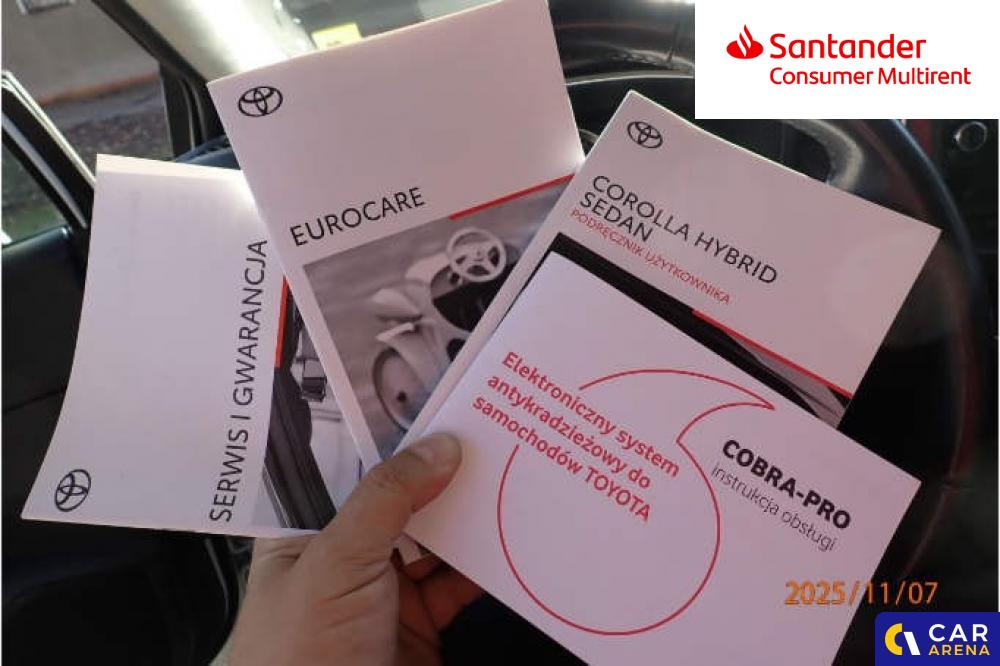 Santander
Consumer Multirent
EUROCARE
COROLLA HYBRID
SEDAN
PODRĘCZNIK UŻYTKOWNIKA
SERWIS I GWARANCJA
Elektroniczny system
antykradzieżowy do
samochodów TOYOTA
COBRA-PRO
instrukcja obsługi
2025/11/07
CAR
ARENA